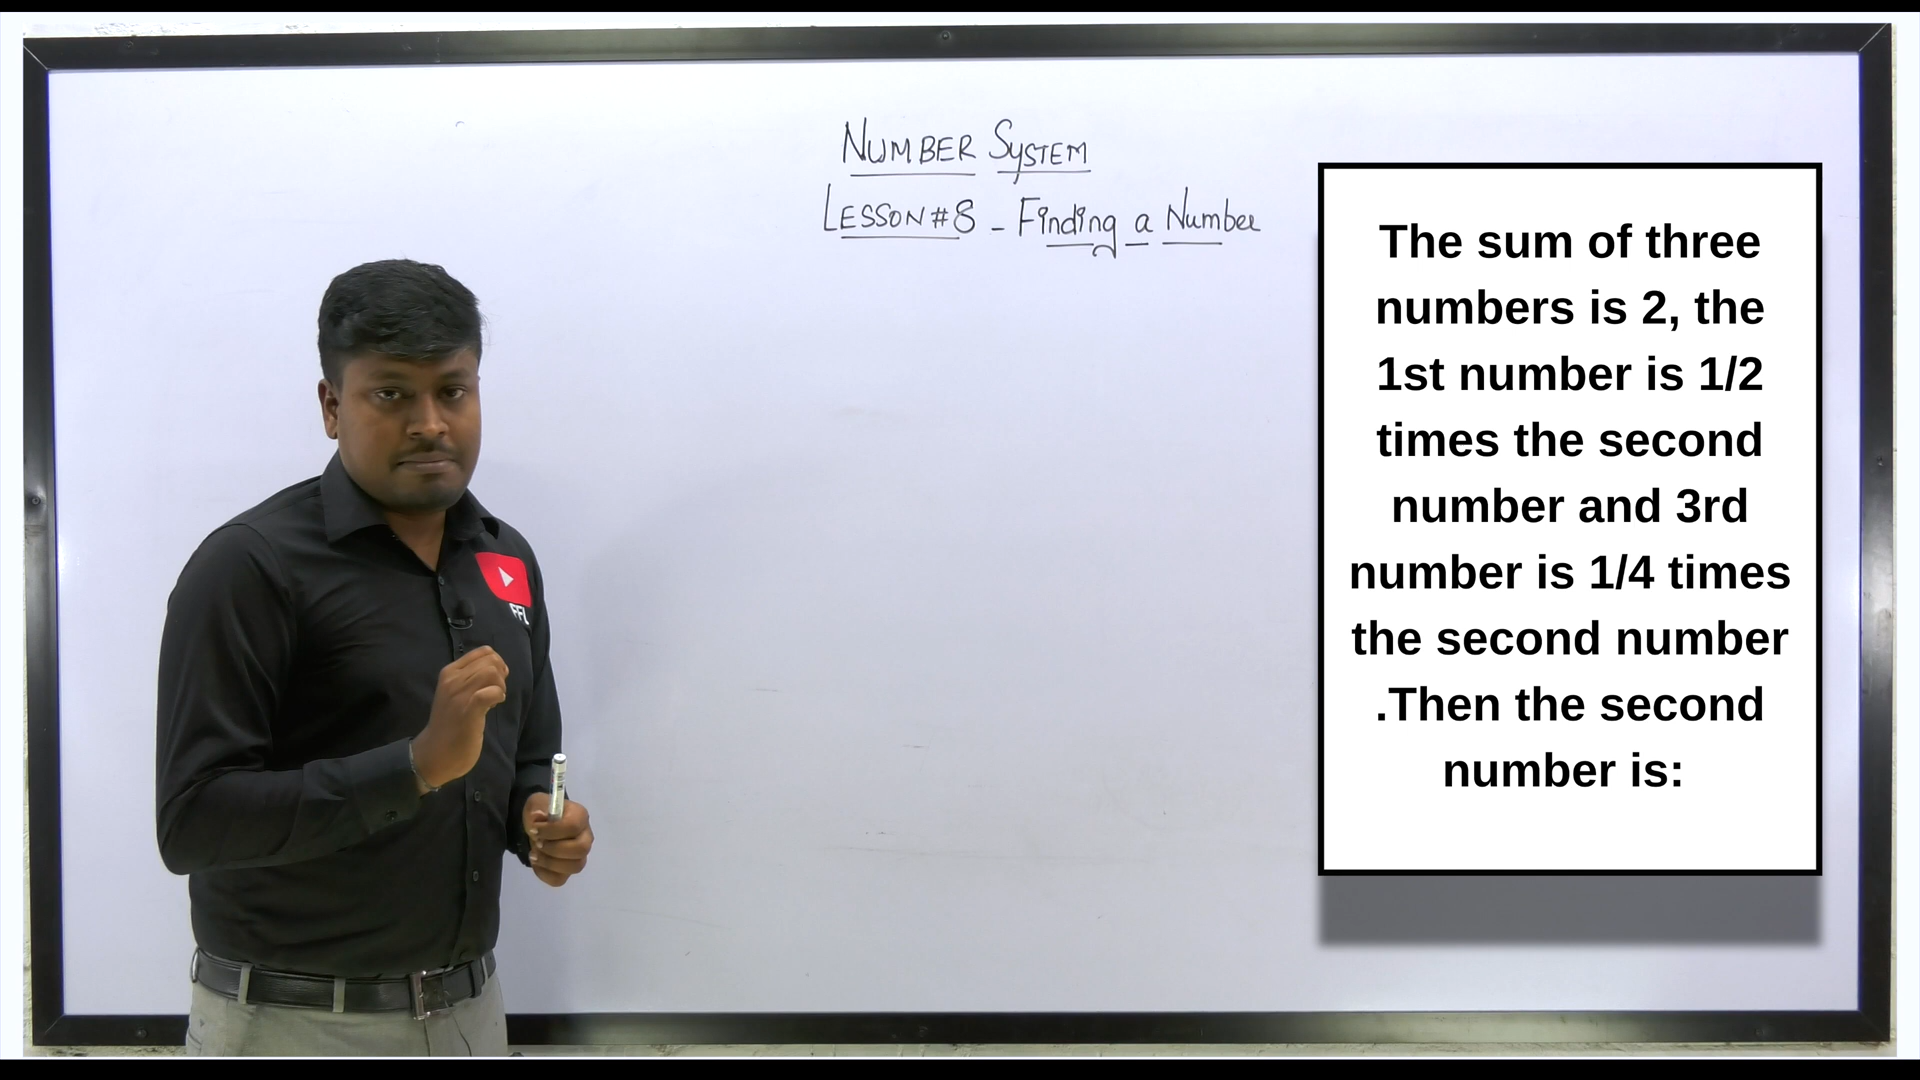 NUMBER SYSTEM
LESSON #8 - Finding a Number
The sum of three
numbers is 2, the
1st number is 1/2
times the second
number and 3rd
number is 1/4 times
the second number
.Then the second
number is:
FFL